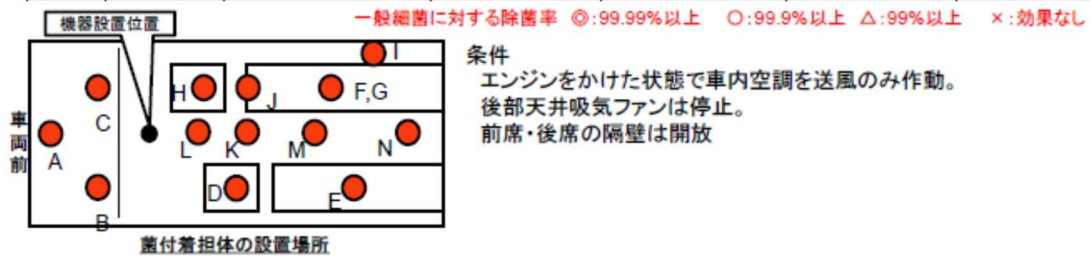 一般細菌に対する除菌率 ◎:99.99%以上 ○:99.9%以上 △:99%以上 ×:効果なし
機器設置位置
条件
エンジンをかけた状態で車内空調を送風のみ作動。
後部天井吸気ファンは停止。
前席・後席の隔壁は開放
車両前
I
H
J
F,G
C
A
L
K
M
N
D
E
B
菌付着担体の設置場所